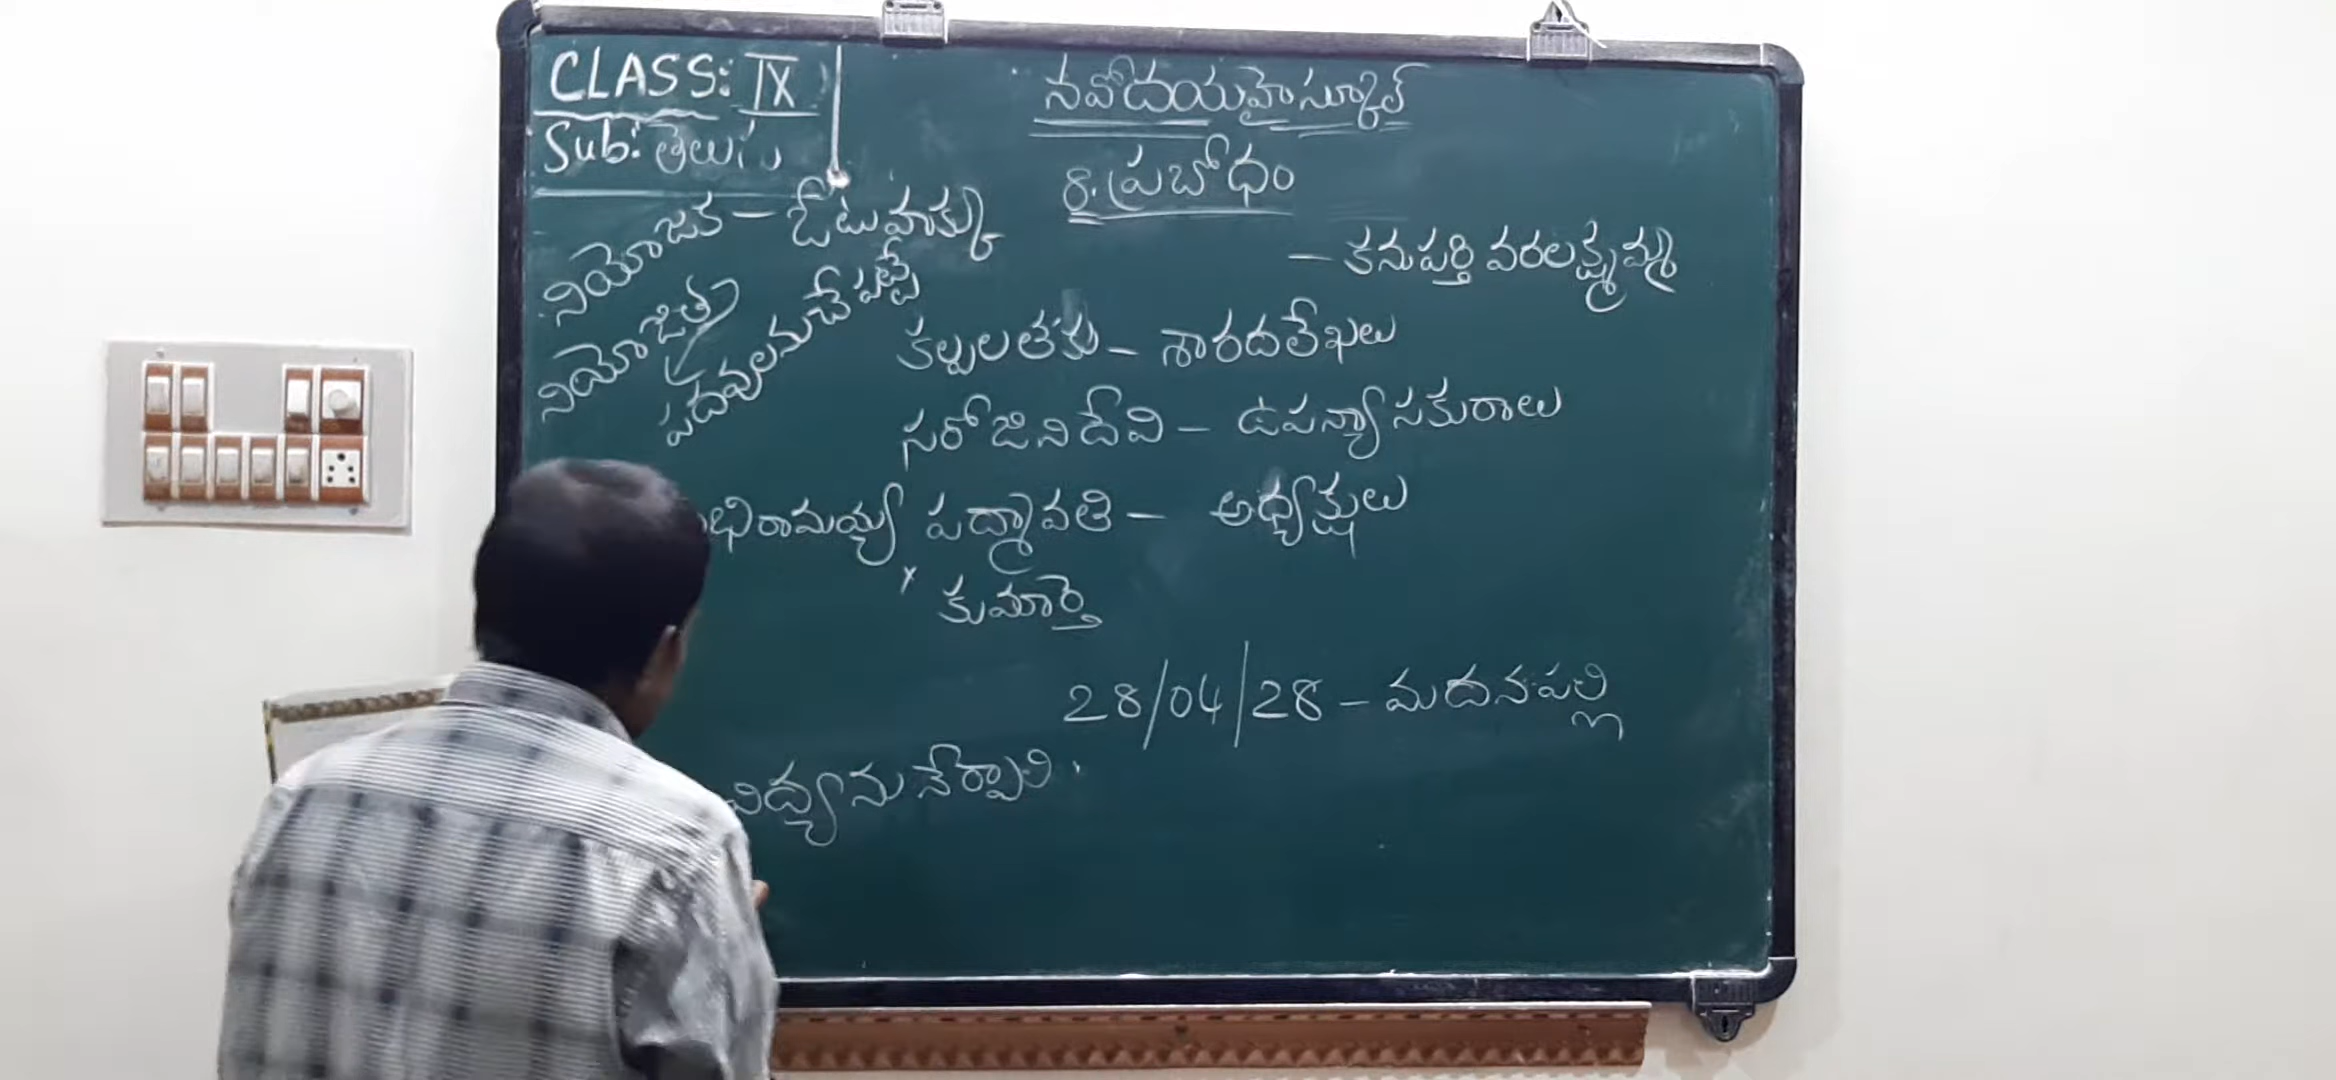 CLASS: IX
Sub: తెలుగు
నవోదయహైస్కూల్
8. ప్రబోధం
– కనుపర్తి వరలక్ష్మమ్మ
నియోజక – ఓటు హక్కు
నియోజిత
పదవులను చేపట్టే
కల్పలతకు – శారదలేఖలు
సరోజినిదేవి – ఉపన్యాసకురాలు
భిరామయ్య పద్మావతి – అధ్యక్షులు
కుమార్తె
28/04/28 – మదనపల్లి
విద్యను నేర్పాలి.